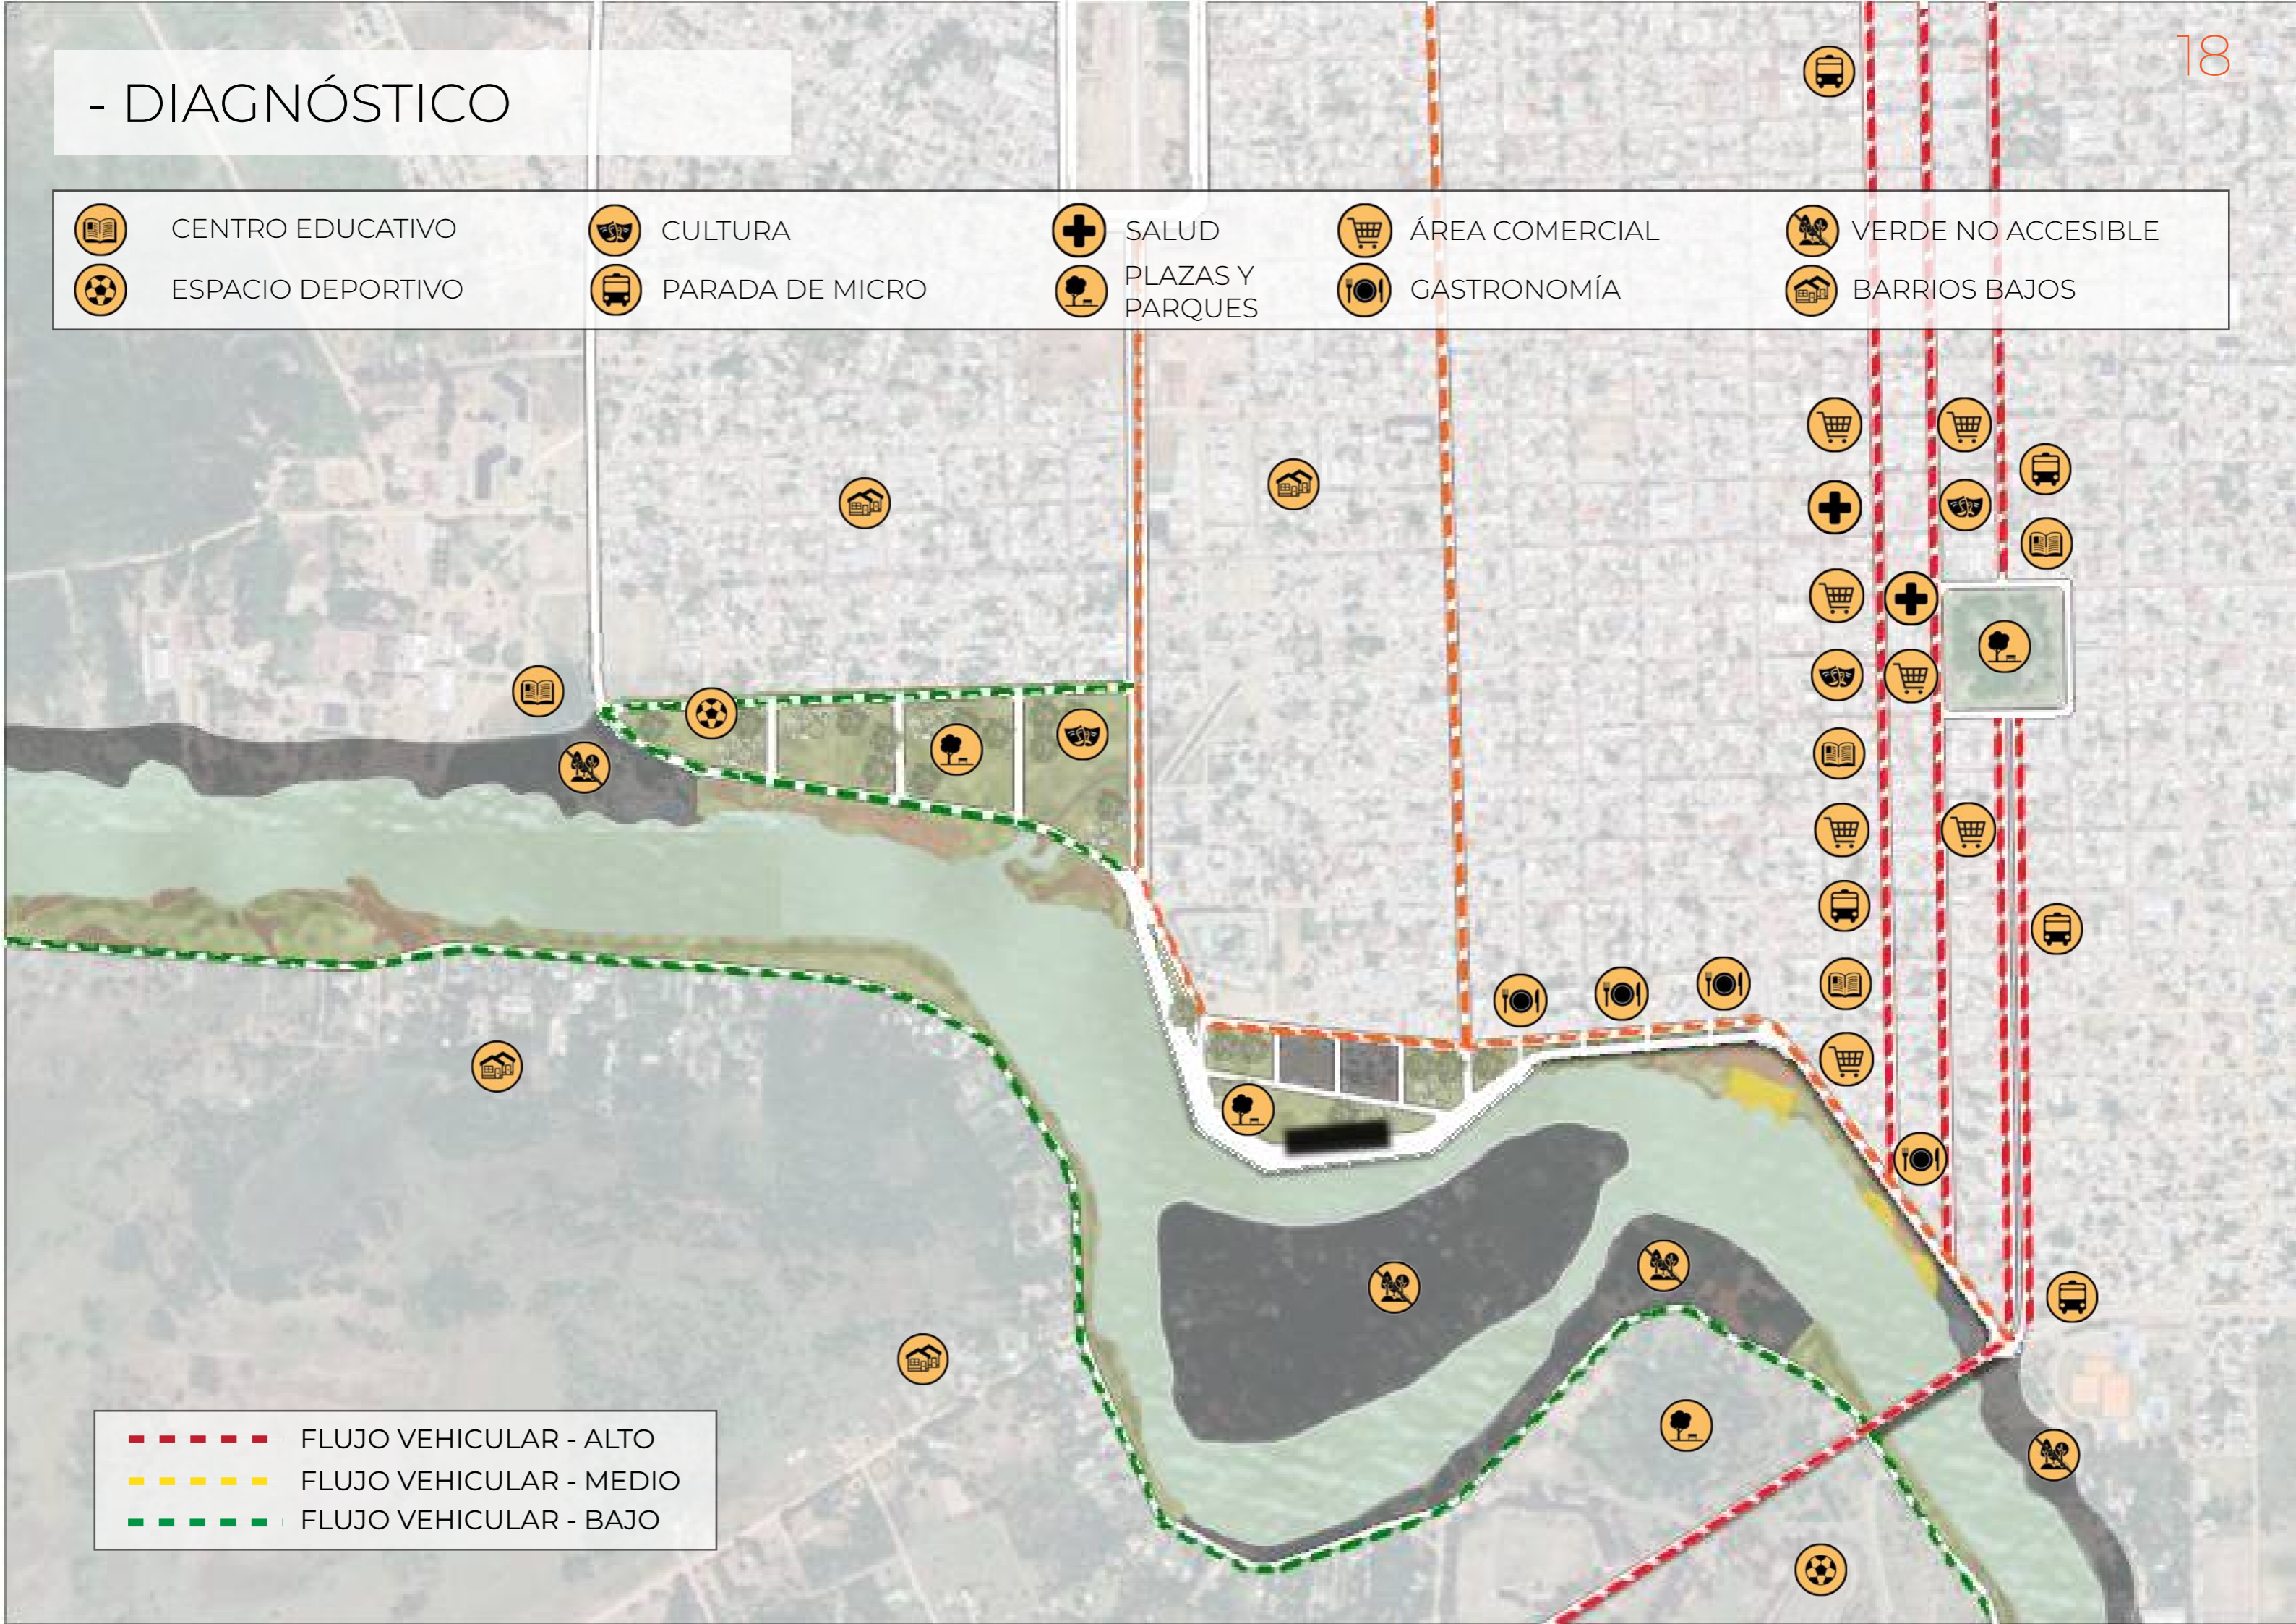 18
- DIAGNÓSTICO
CENTRO EDUCATIVO
CULTURA
SALUD
ÁREA COMERCIAL
VERDE NO ACCESIBLE
ESPACIO DEPORTIVO
PARADA DE MICRO
PLAZAS Y
PARQUES
GASTRONOMÍA
BARRIOS BAJOS
FLUJO VEHICULAR - ALTO
FLUJO VEHICULAR - MEDIO
FLUJO VEHICULAR - BAJO